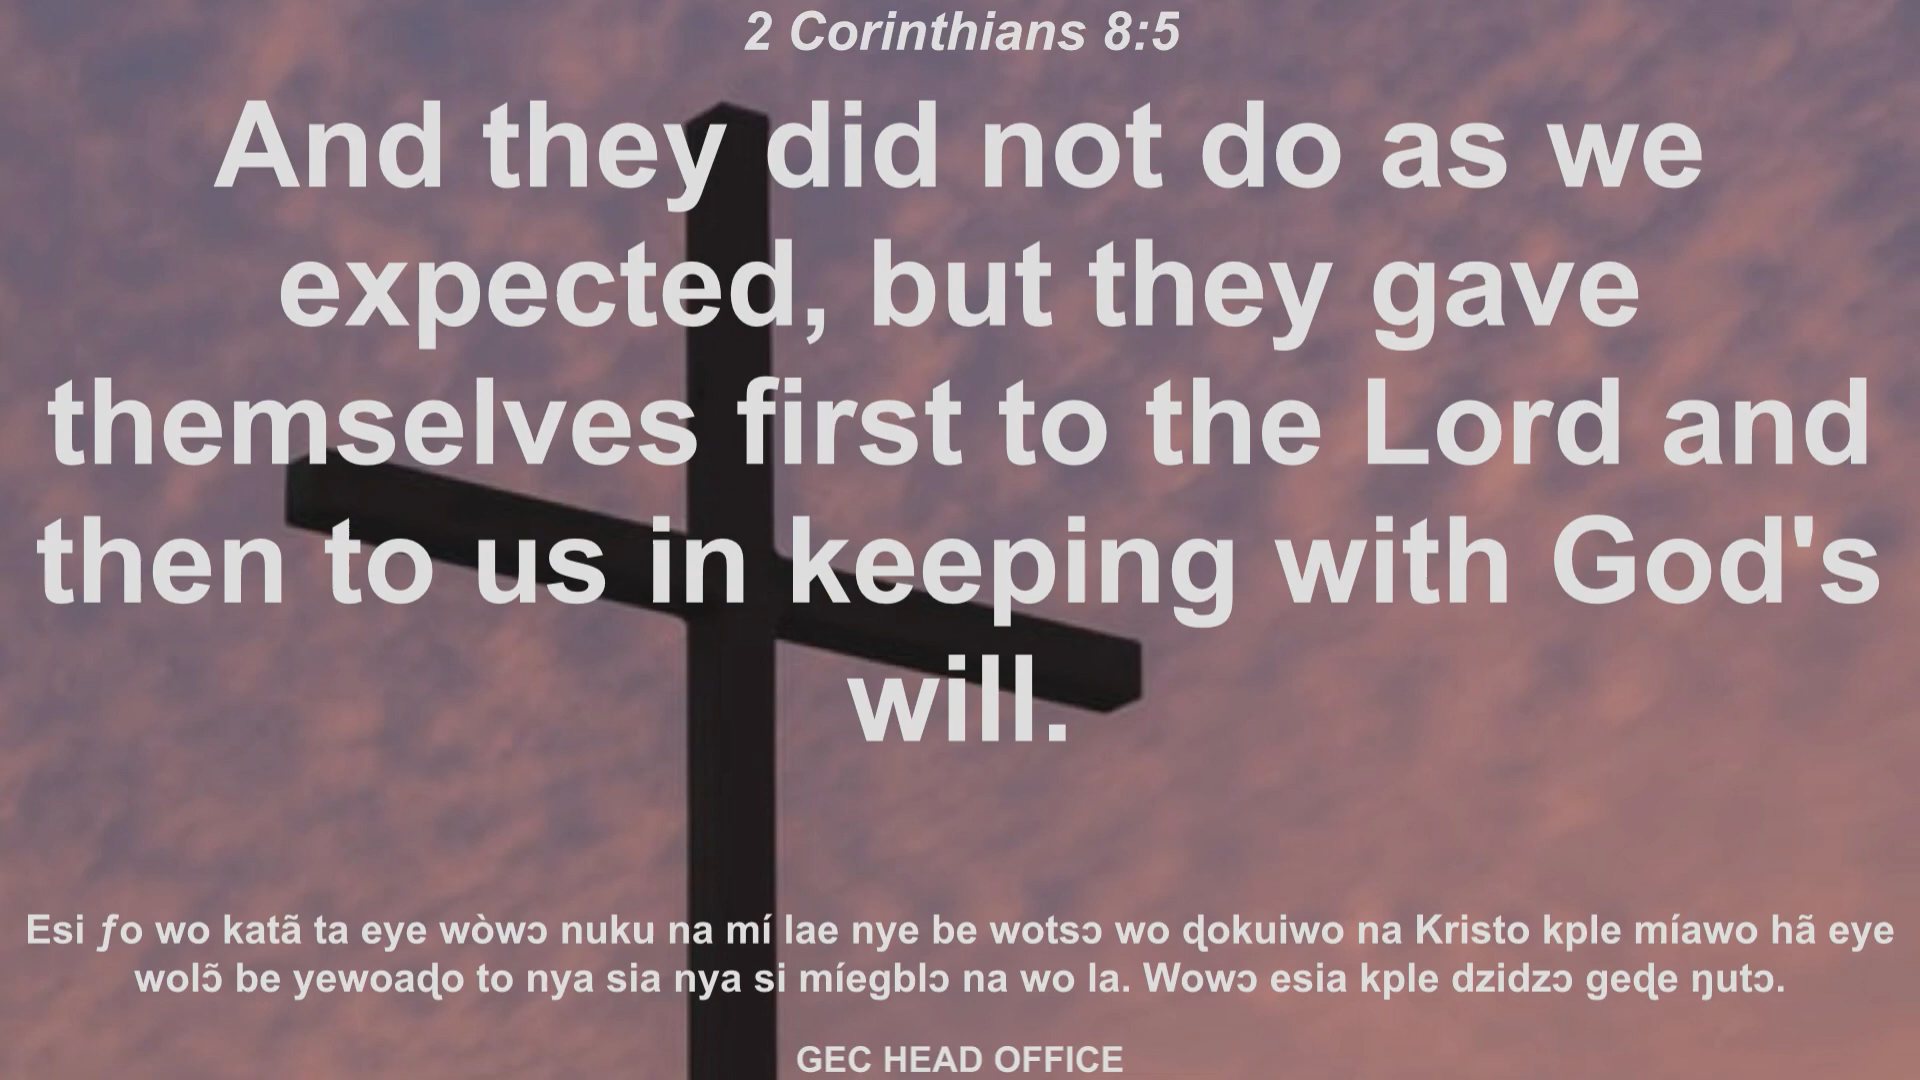 2 Corinthians 8:5
And they did not do as we
expected, but they gave
themselves first to the Lord and
then to us in keeping with God's
will.
Esi ƒo wo katã ta eye wòwɔ nuku na mí lae nye be wotsɔ wo ɖokuiwo na Kristo kple míawo hã eye
wolɔ̃ be yewoaɖo to nya sia nya si míegblɔ na wo la. Wowɔ esia kple dzidzɔ geɖe ŋutɔ.
GEC HEAD OFFICE